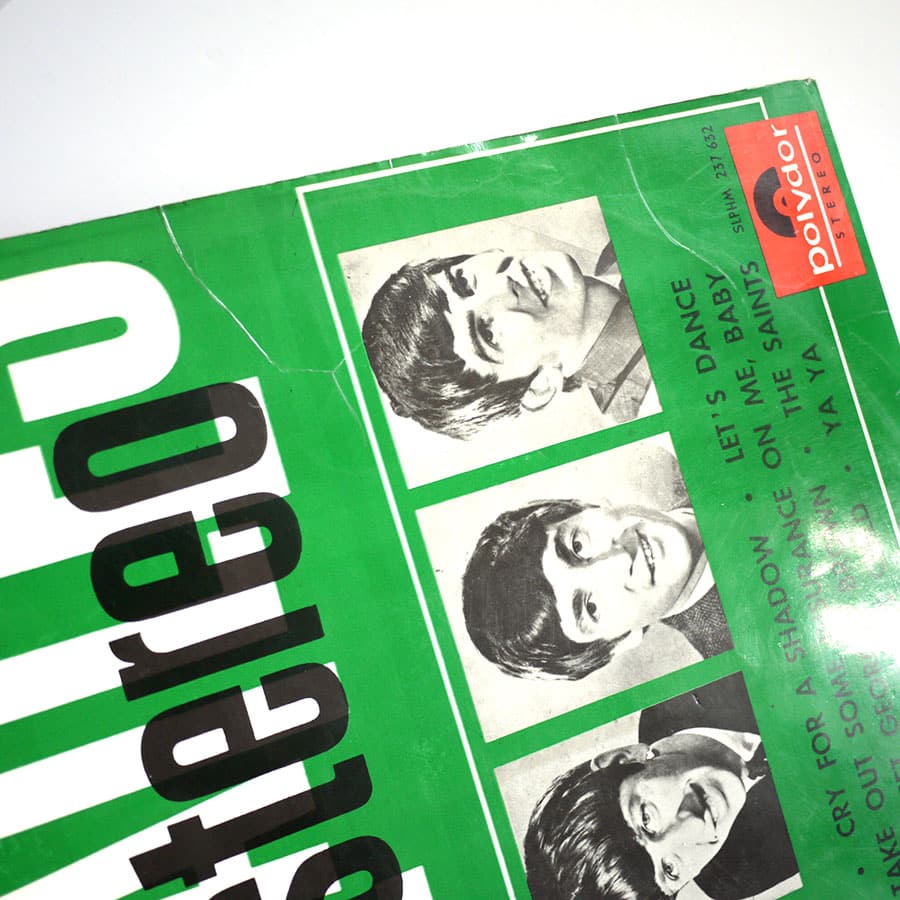 stereo
polydor
STEREO
SLPHM 237 632
• CRY FOR A SHADOW • LET'S DANCE
TAKE OUT SOME URANCE ON ME, BABY
• THE SAINTS
• YA YA